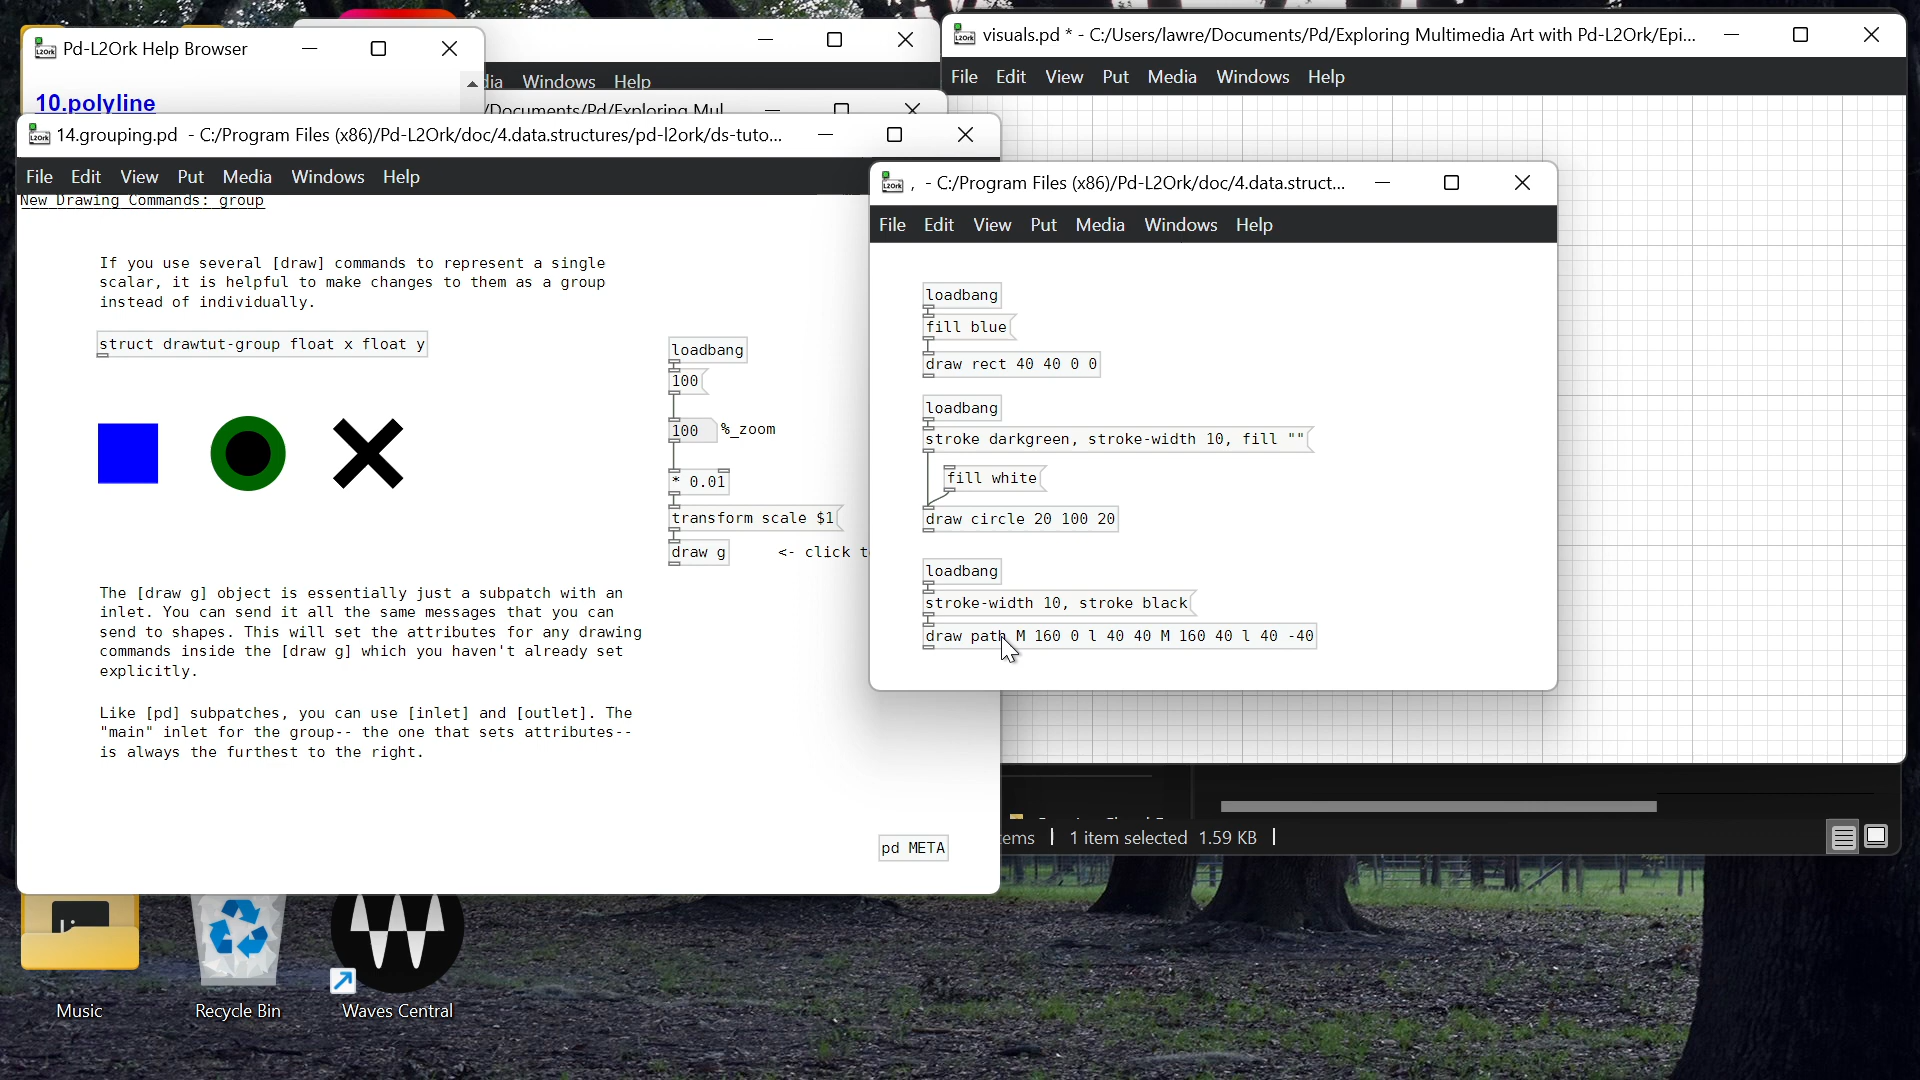 Pd-L2Ork Help Browser
10.polyline
Windows Help
/Documents/Pd/Exploring Mul
visuals.pd * - C:/Users/lawre/Documents/Pd/Exploring Multimedia Art with Pd-L2Ork/Epi...
File Edit View Put Media Windows Help
14.grouping.pd - C:/Program Files (x86)/Pd-L2Ork/doc/4.data.structures/pd-l2ork/ds-tuto...
File Edit View Put Media Windows Help
New Drawing Commands: group
If you use several [draw] commands to represent a single
scalar, it is helpful to make changes to them as a group
instead of individually.
struct drawtut-group float x float y
loadbang
100
100 %_zoom
* 0.01
transform scale $1
draw g <- click t
The [draw g] object is essentially just a subpatch with an
inlet. You can send it all the same messages that you can
send to shapes. This will set the attributes for any drawing
commands inside the [draw g] which you haven't already set
explicitly.
Like [pd] subpatches, you can use [inlet] and [outlet]. The
"main" inlet for the group-- the one that sets attributes--
is always the furthest to the right.
pd META
, - C:/Program Files (x86)/Pd-L2Ork/doc/4.data.struct...
File Edit View Put Media Windows Help
loadbang
fill blue
draw rect 40 40 0 0
loadbang
stroke darkgreen, stroke-width 10, fill ""
fill white
draw circle 20 100 20
loadbang
stroke-width 10, stroke black
draw path M 160 0 l 40 40 M 160 40 l 40 -40
1 item selected 1.59 KB
Music
Recycle Bin
Waves Central